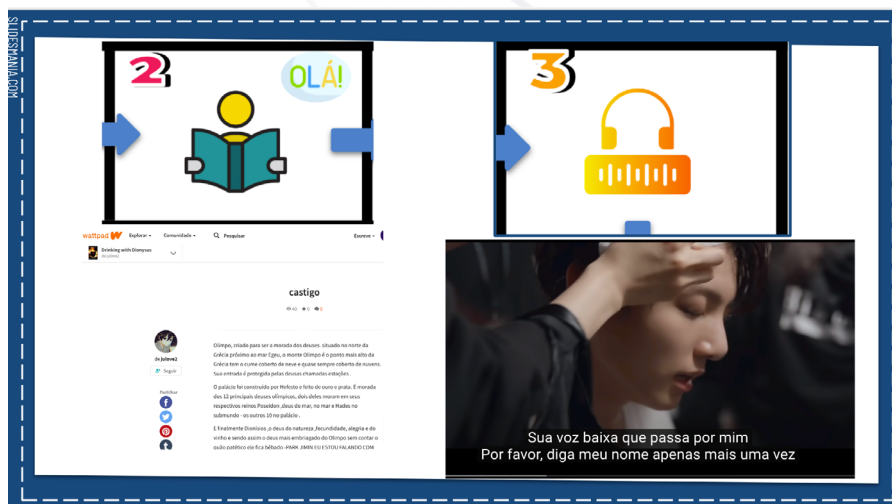 SLIDESMANIA.COM
2
OLÁ!
3
wattpad
Explorar
Comunidade
Pesquisar
Escreve
Drinking with Dionysus
de julove2
castigo
de julove2
Seguir
Partilhar
Olimpo, criado para ser a morada dos deuses. situado no norte da
Grécia próximo ao mar Egeu, o monte Olimpo é o ponto mais alto da
Grécia tem o cume coberto de neve e quase sempre coberto de nuvens.
Sua entrada é protegida pelas deusas chamadas estações .
O palácio foi construído por Hefesto e feito de ouro e prata. E morada
dos 12 principais deuses olímpicos, dois deles moram em seus
respectivos reinos Poseidon ,deus de mar, no mar e Hades no
submundo - os outros 10 no palácio .
E finalmente Dionísios ,o deus da natureza ,fecundidade, alegria e do
vinho e sendo assim o deus mais embriagado do Olimpo sem contar o
quão patético ele fica bêbado -PARK JIMIN EU ESTOU FALANDO COM
Sua voz baixa que passa por mim
Por favor, diga meu nome apenas mais uma vez